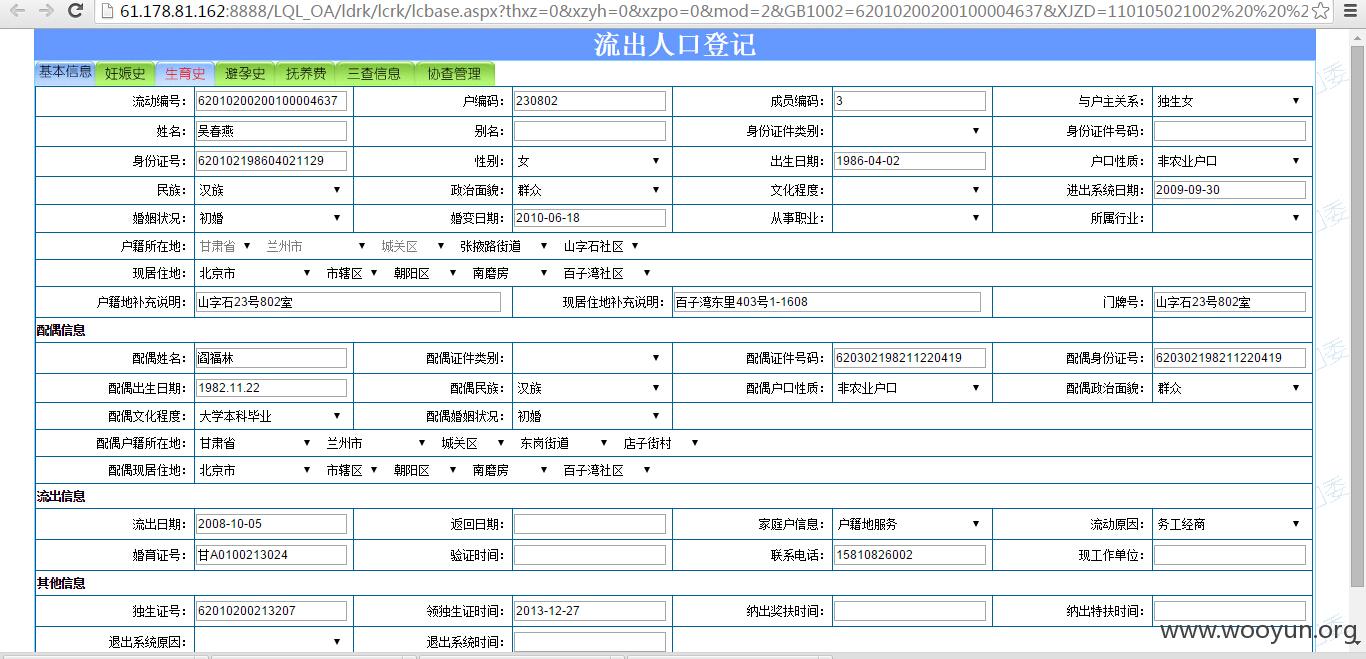 61.178.81.162:8888/LQL_OA/ldrk/lcrk/lcbase.aspx?thxz=0&xzyh=0&xzpo=0&mod=2&GB1002=62010200200100004637&XJZD=110105021002%20%20%2
流出人口登记
基本信息 妊娠史 生育史 避孕史 抚养费 三查信息 协查管理
流动编号: 62010200200100004637 户编码: 230802 成员编码: 3 与户主关系: 独生女
姓名: 吴春燕 别名: 身份证件类别: 身份证件号码:
身份证号: 620102198604021129 性别: 女 出生日期: 1986-04-02 户口性质: 非农业户口
民族: 汉族 政治面貌: 群众 文化程度: 进出系统日期: 2009-09-30
婚姻状况: 初婚 婚变日期: 2010-06-18 从事职业: 所属行业:
户籍所在地: 甘肃省 兰州市 城关区 张掖路街道 山字石社区
现居住地: 北京市 市辖区 朝阳区 南磨房 百子湾社区
户籍地补充说明: 山字石23号802室 现居住地补充说明: 百子湾东里403号1-1608 门牌号: 山字石23号802室
配偶信息
配偶姓名: 阎福林 配偶证件类别: 配偶证件号码: 620302198211220419 配偶身份证号: 620302198211220419
配偶出生日期: 1982.11.22 配偶民族: 汉族 配偶户口性质: 非农业户口 配偶政治面貌: 群众
配偶文化程度: 大学本科毕业 配偶婚姻状况: 初婚
配偶户籍所在地: 甘肃省 兰州市 城关区 东岗街道 店子街村
配偶现居住地: 北京市 市辖区 朝阳区 南磨房 百子湾社区
流出信息
流出日期: 2008-10-05 返回日期: 家庭户信息: 户籍地服务 流动原因: 务工经商
婚育证号: 甘A0100213024 验证时间: 联系电话: 15810826002 现工作单位:
其他信息
独生证号: 62010200213207 领独生证时间: 2013-12-27 纳出奖扶时间: 纳出特扶时间:
退出系统原因: 退出系统时间:
www.wooyun.org